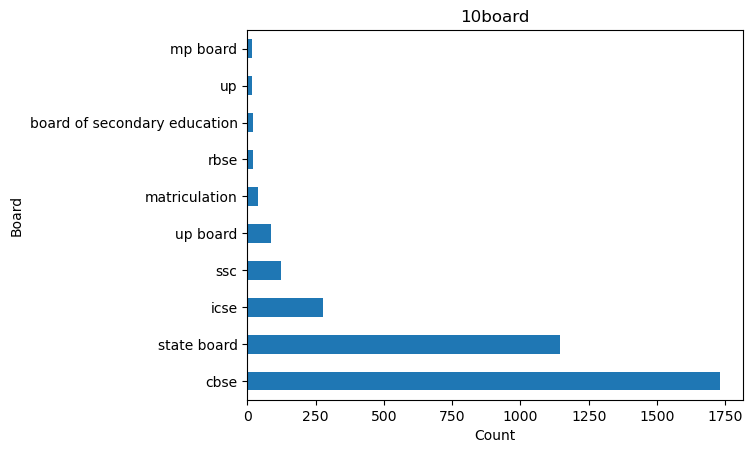 10board
mp board
up
board of secondary education
rbse
matriculation
up board
ssc
icse
state board
cbse
Board
0 250 500 750 1000 1250 1500 1750
Count